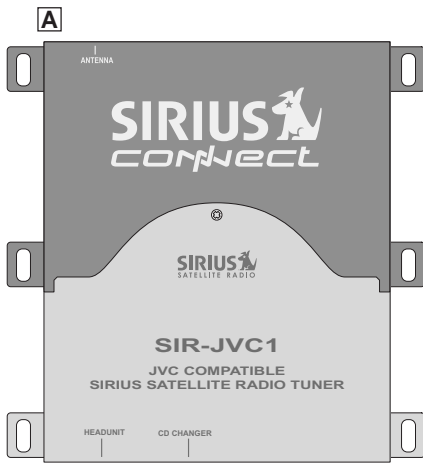 A
ANTENNA
SIRIUS
connect
SIRIUS
SATELLITE RADIO
SIR-JVC1
JVC COMPATIBLE
SIRIUS SATELLITE RADIO TUNER
HEADUNIT CD CHANGER